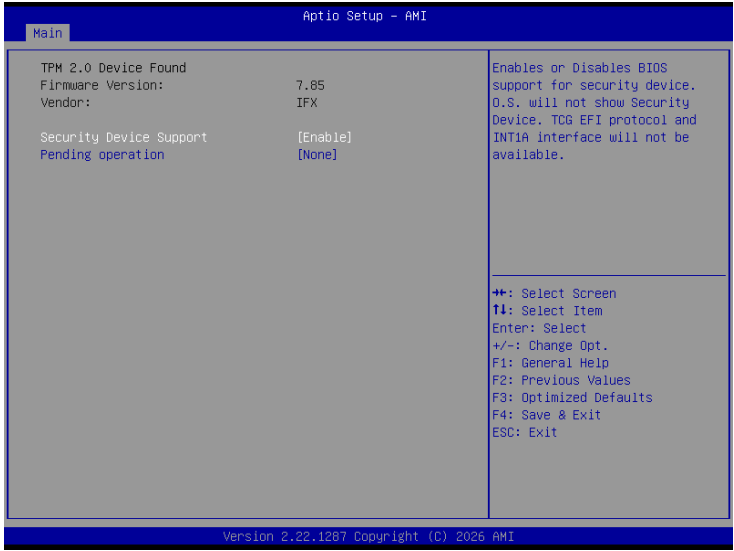 Aptio Setup – AMI
Main
TPM 2.0 Device Found
Firmware Version: 7.85
Vendor: IFX
Security Device Support [Enable]
Pending operation [None]
Enables or Disables BIOS
support for security device.
O.S. will not show Security
Device. TCG EFI protocol and
INT1A interface will not be
available.
→←: Select Screen
↑↓: Select Item
Enter: Select
+/-: Change Opt.
F1: General Help
F2: Previous Values
F3: Optimized Defaults
F4: Save & Exit
ESC: Exit
Version 2.22.1287 Copyright (C) 2026 AMI